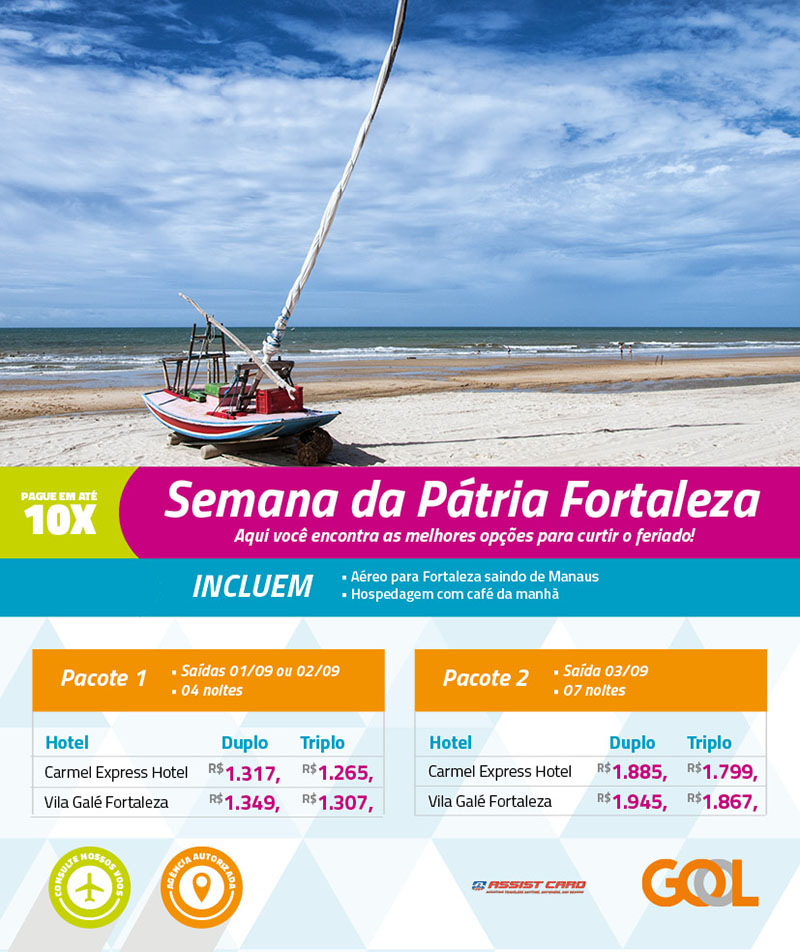 PAGUE EM ATÉ
10X
Semana da Pátria Fortaleza
Aqui você encontra as melhores opções para curtir o feriado!
INCLUEM
• Aéreo para Fortaleza saindo de Manaus
• Hospedagem com café da manhã
Pacote 1
• Saídas 01/09 ou 02/09
• 04 noites
Hotel Duplo Triplo
Carmel Express Hotel R$1.317, R$1.265,
Vila Galé Fortaleza R$1.349, R$1.307,
Pacote 2
• Saída 03/09
• 07 noites
Hotel Duplo Triplo
Carmel Express Hotel R$1.885, R$1.799,
Vila Galé Fortaleza R$1.945, R$1.867,
CONSULTE NOSSOS VOOS
AGÊNCIA AUTORIZADA
ASSIST CARD
GOL